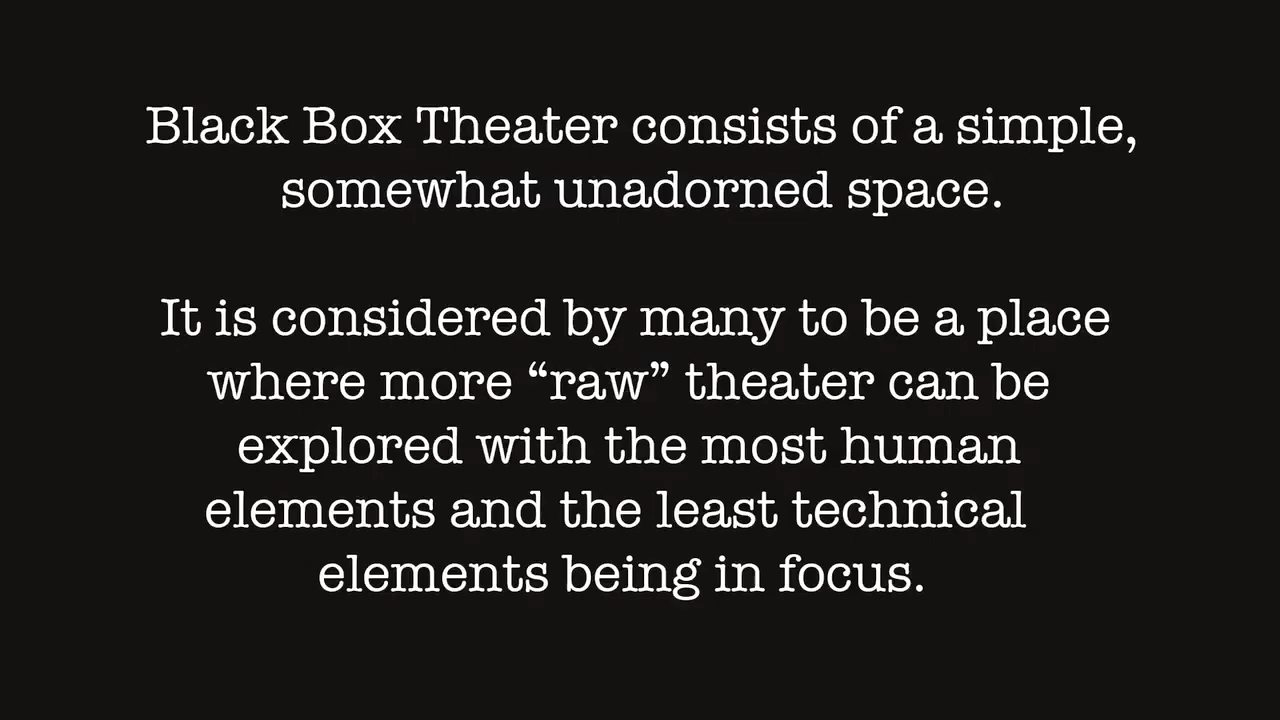 Black Box Theater consists of a simple,
somewhat unadorned space.
It is considered by many to be a place
where more “raw” theater can be
explored with the most human
elements and the least technical
elements being in focus.